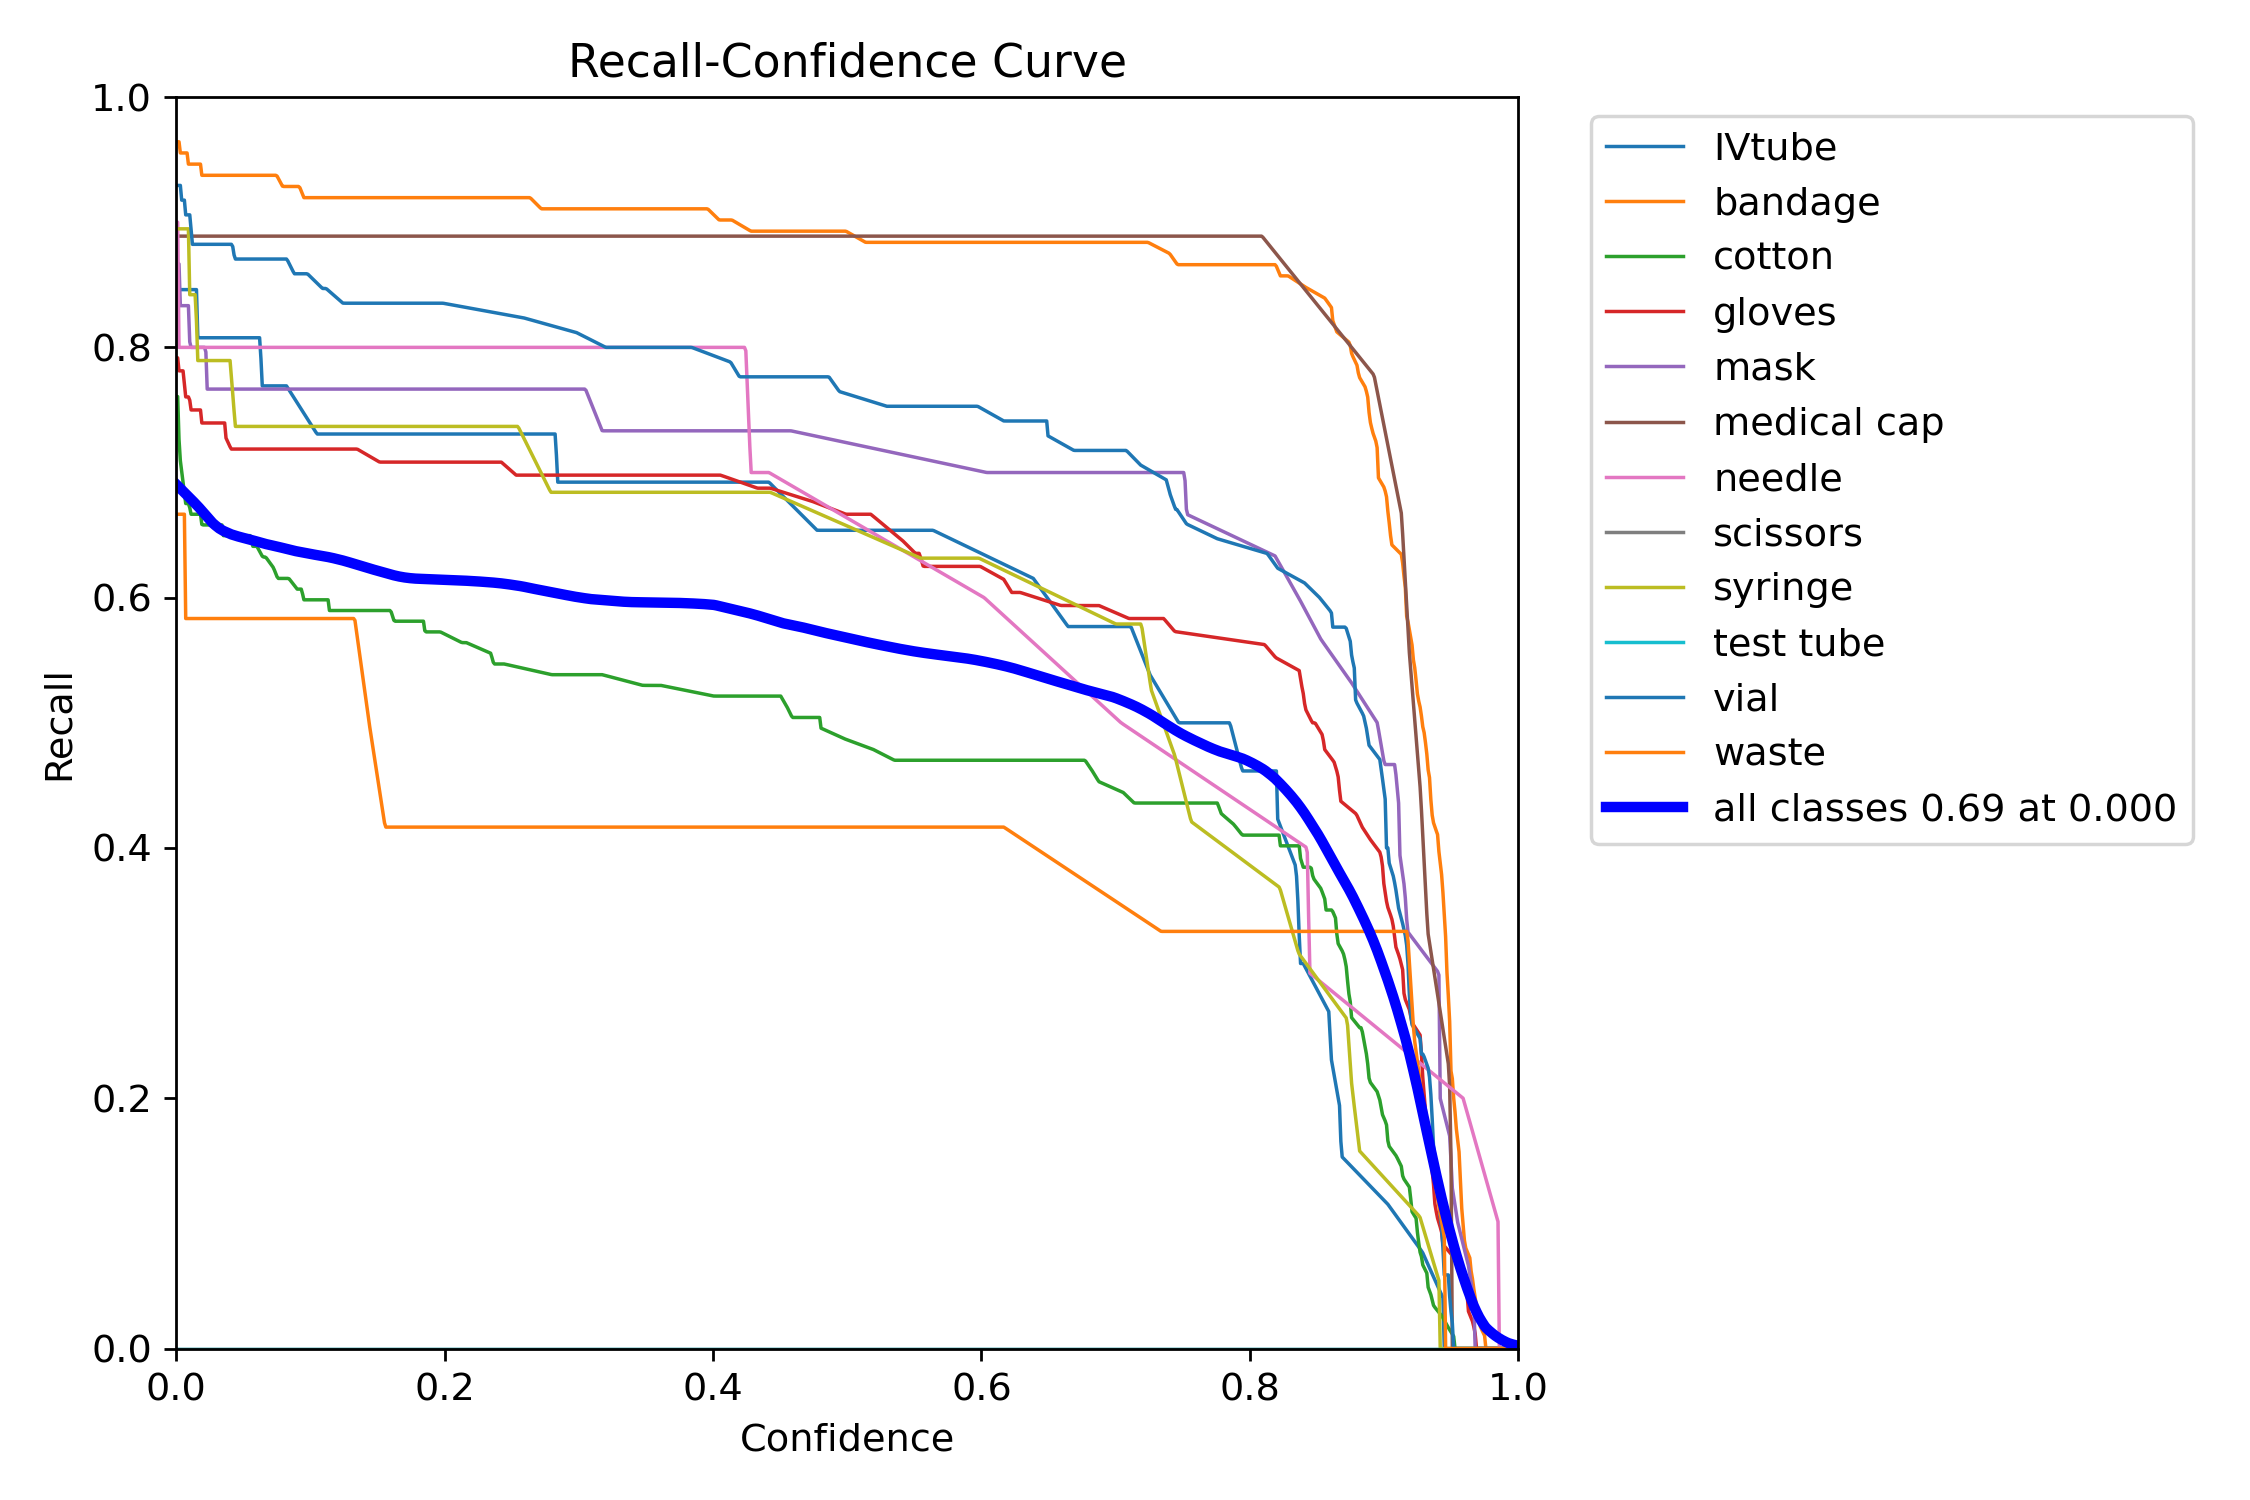 Recall-Confidence Curve
1.0
0.8
0.6
0.4
0.2
0.0
Recall
0.0 0.2 0.4 0.6 0.8 1.0
Confidence
IVtube
bandage
cotton
gloves
mask
medical cap
needle
scissors
syringe
test tube
vial
waste
all classes 0.69 at 0.000